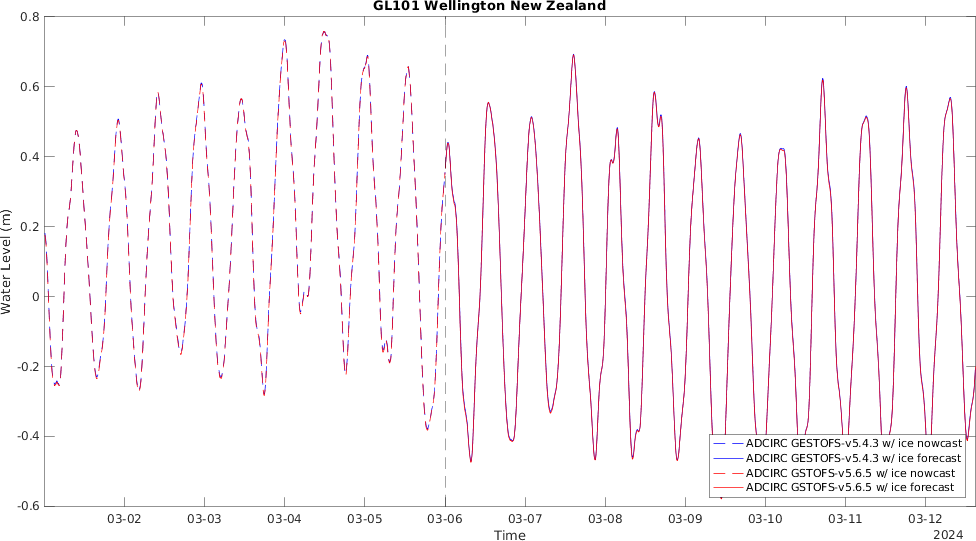 GL101 Wellington New Zealand
Water Level (m)
0.8
0.6
0.4
0.2
0
-0.2
-0.4
-0.6
ADCIRC GESTOFS-v5.4.3 w/ ice nowcast
ADCIRC GESTOFS-v5.4.3 w/ ice forecast
ADCIRC GSTOFS-v5.6.5 w/ ice nowcast
ADCIRC GSTOFS-v5.6.5 w/ ice forecast
03-02 03-03 03-04 03-05 03-06 03-07 03-08 03-09 03-10 03-11 03-12
Time
2024